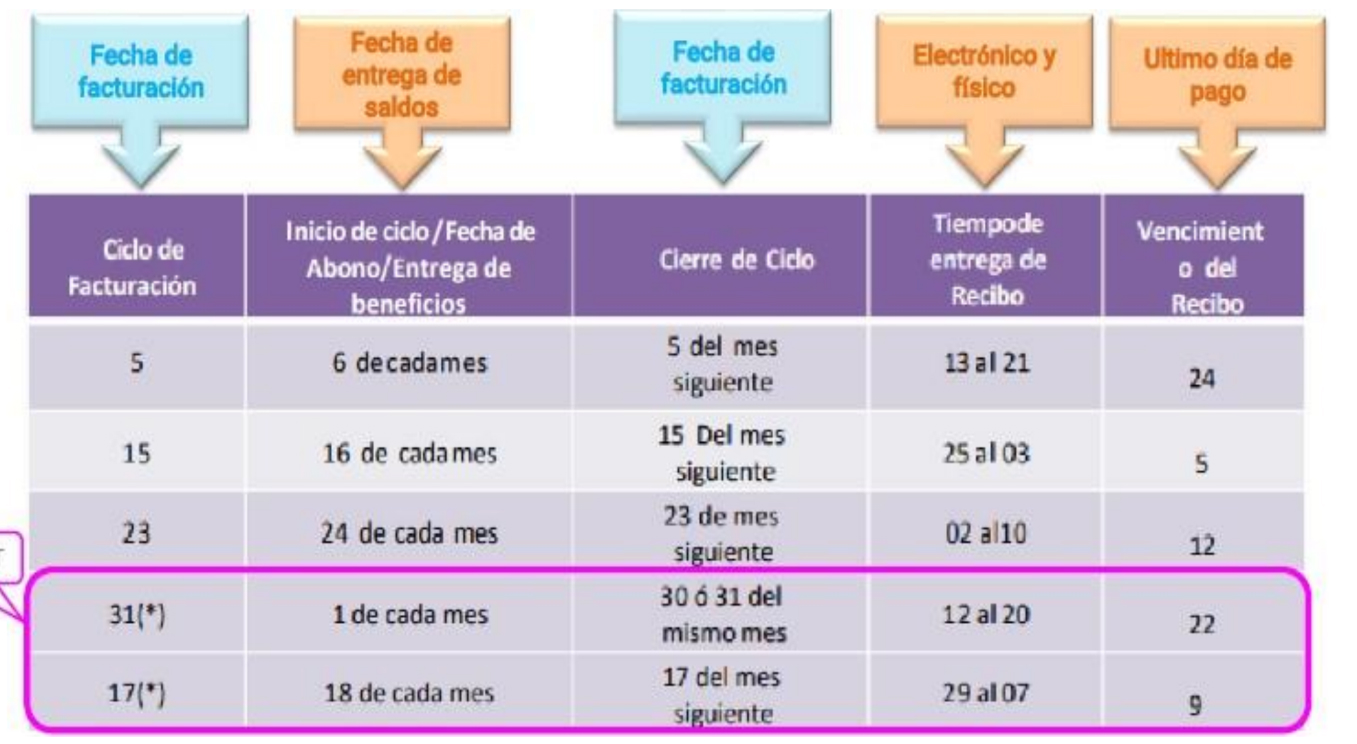 Fecha de
facturación
Fecha de
entrega de
saldos
Fecha de
facturación
Electrónico y
físico
Ultimo día de
pago
Ciclo de
Facturación
Inicio de ciclo/Fecha de
Abono/Entrega de
beneficios
Cierre de Ciclo
Tiempode
entrega de
Recibo
Vencimient
o del
Recibo
5
6 decadames
5 del mes
siguiente
13 al 21
24
15
16 de cadames
15 Del mes
siguiente
25 al 03
5
23
24 de cada mes
23 de mes
siguiente
02 al10
12
31(*)
1 de cada mes
30 ó 31 del
mismo mes
12 al 20
22
17(*)
18 de cada mes
17 del mes
siguiente
29 al 07
9